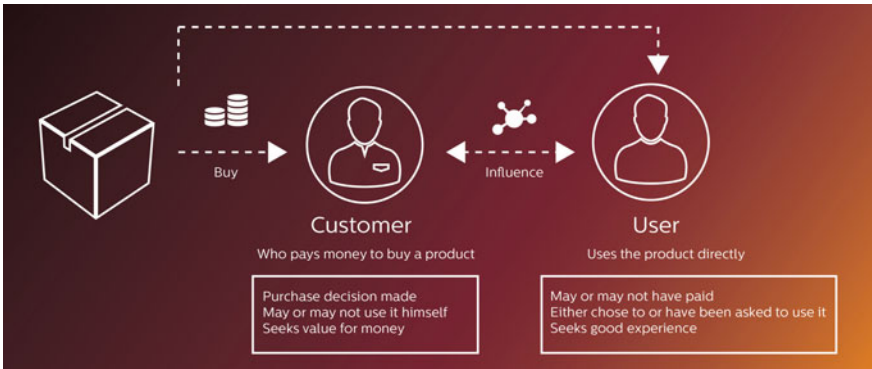 Buy
Influence
Customer
Who pays money to buy a product
Purchase decision made
May or may not use it himself
Seeks value for money
User
Uses the product directly
May or may not have paid
Either chose to or have been asked to use it
Seeks good experience